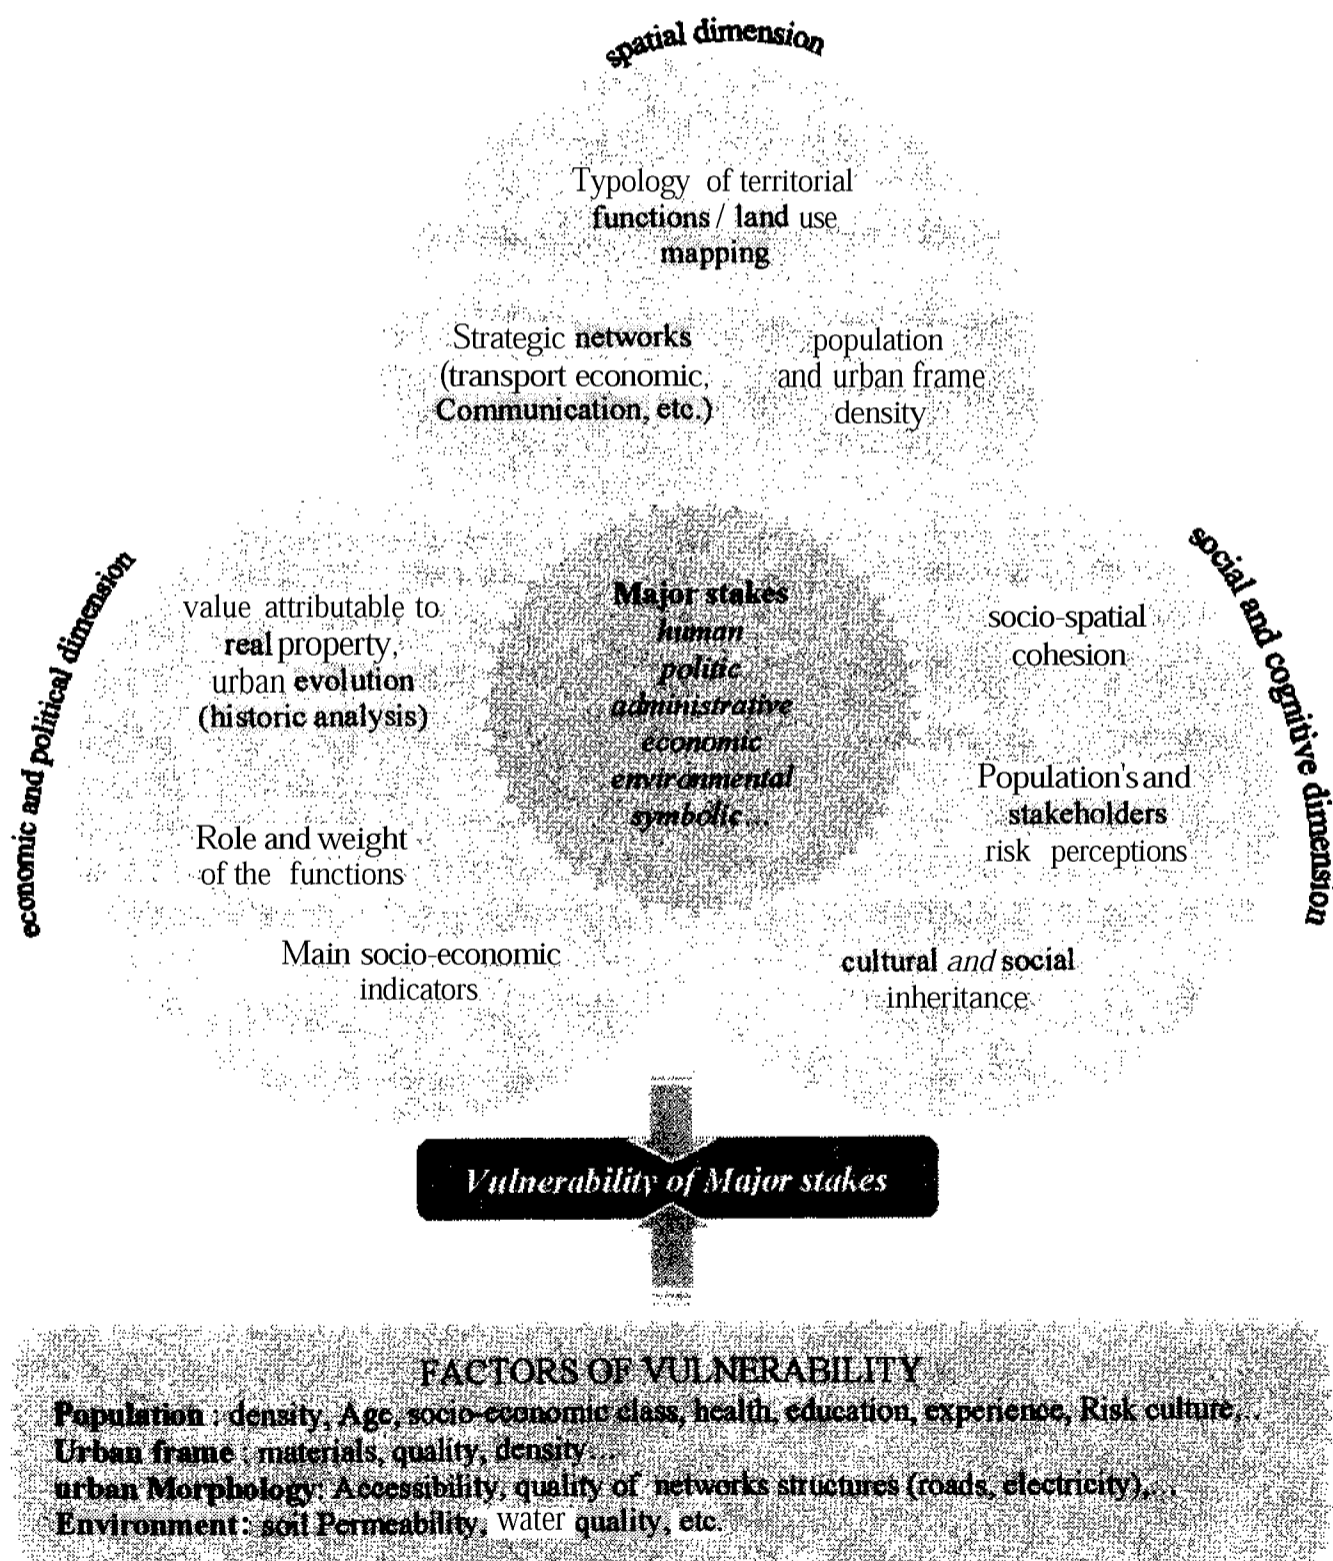 spatial dimension
Typology of territorial
functions / land use
mapping
Strategic networks
(transport economic,
Communication, etc.)
population
and urban frame
density
economic and political dimension
value attributable to
real property,
urban evolution
(historic analysis)
Role and weight
of the functions
Main socio-economic
indicators
Major stakes
human
politic
administrative
economic
environmental
symbolic...
social and cognitive dimension
socio-spatial
cohesion
Population's and
stakeholders
risk perceptions
cultural and social
inheritance
Vulnerability of Major stakes
FACTORS OF VULNERABILITY
Population : density, Age, socio-economic class, health, education, experience, Risk culture,..
Urban frame : materials, quality, density...
urban Morphology: Accessibility, quality of networks structures (roads, electricity),...
Environment: soil Permeability, water quality, etc.